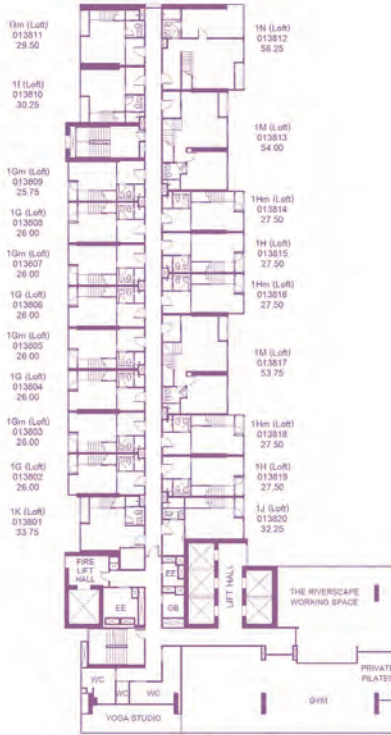 1Im (Loft)
013811
29.50
1I (Loft)
013810
30.25
1Gm (Loft)
013809
25.75
1G (Loft)
013808
26.00
1Gm (Loft)
013807
26.00
1G (Loft)
013806
26.00
1Gm (Loft)
013805
26.00
1G (Loft)
013804
26.00
1Gm (Loft)
013803
26.00
1G (Loft)
013802
26.00
1K (Loft)
013801
33.75
1N (Loft)
013812
56.25
1M (Loft)
013813
54.00
1Hm (Loft)
013814
27.50
1H (Loft)
013815
27.50
1Hm (Loft)
013816
27.50
1M (Loft)
013817
53.75
1Hm (Loft)
013818
27.50
1H (Loft)
013819
27.50
1J (Loft)
013820
32.25
FIRE
LIFT
HALL
EE
EE
GB
LIFT HALL
THE RIVERSCAPE
WORKING SPACE
PRIVATE
PILATES
WC
WC
WC
GYM
YOGA STUDIO